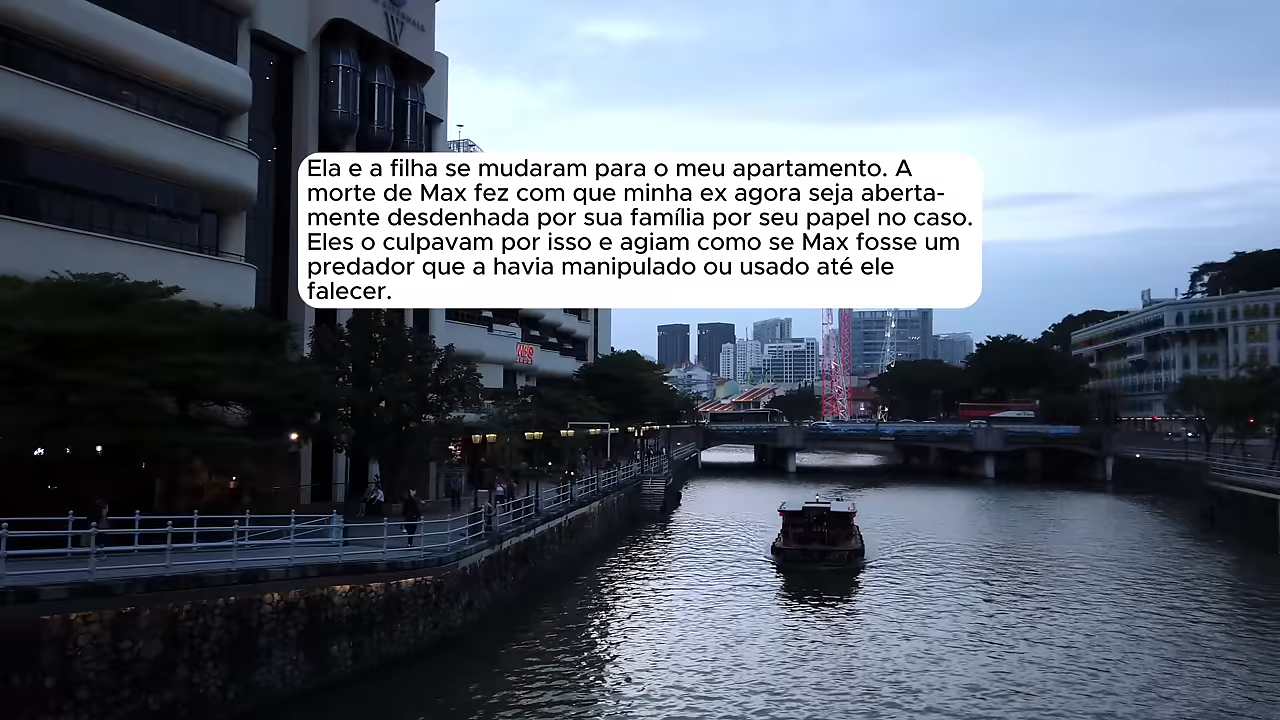 W
Ela e a filha se mudaram para o meu apartamento. A
morte de Max fez com que minha ex agora seja aberta-
mente desdenhada por sua família por seu papel no caso.
Eles o culpavam por isso e agiam como se Max fosse um
predador que a havia manipulado ou usado até ele
falecer.